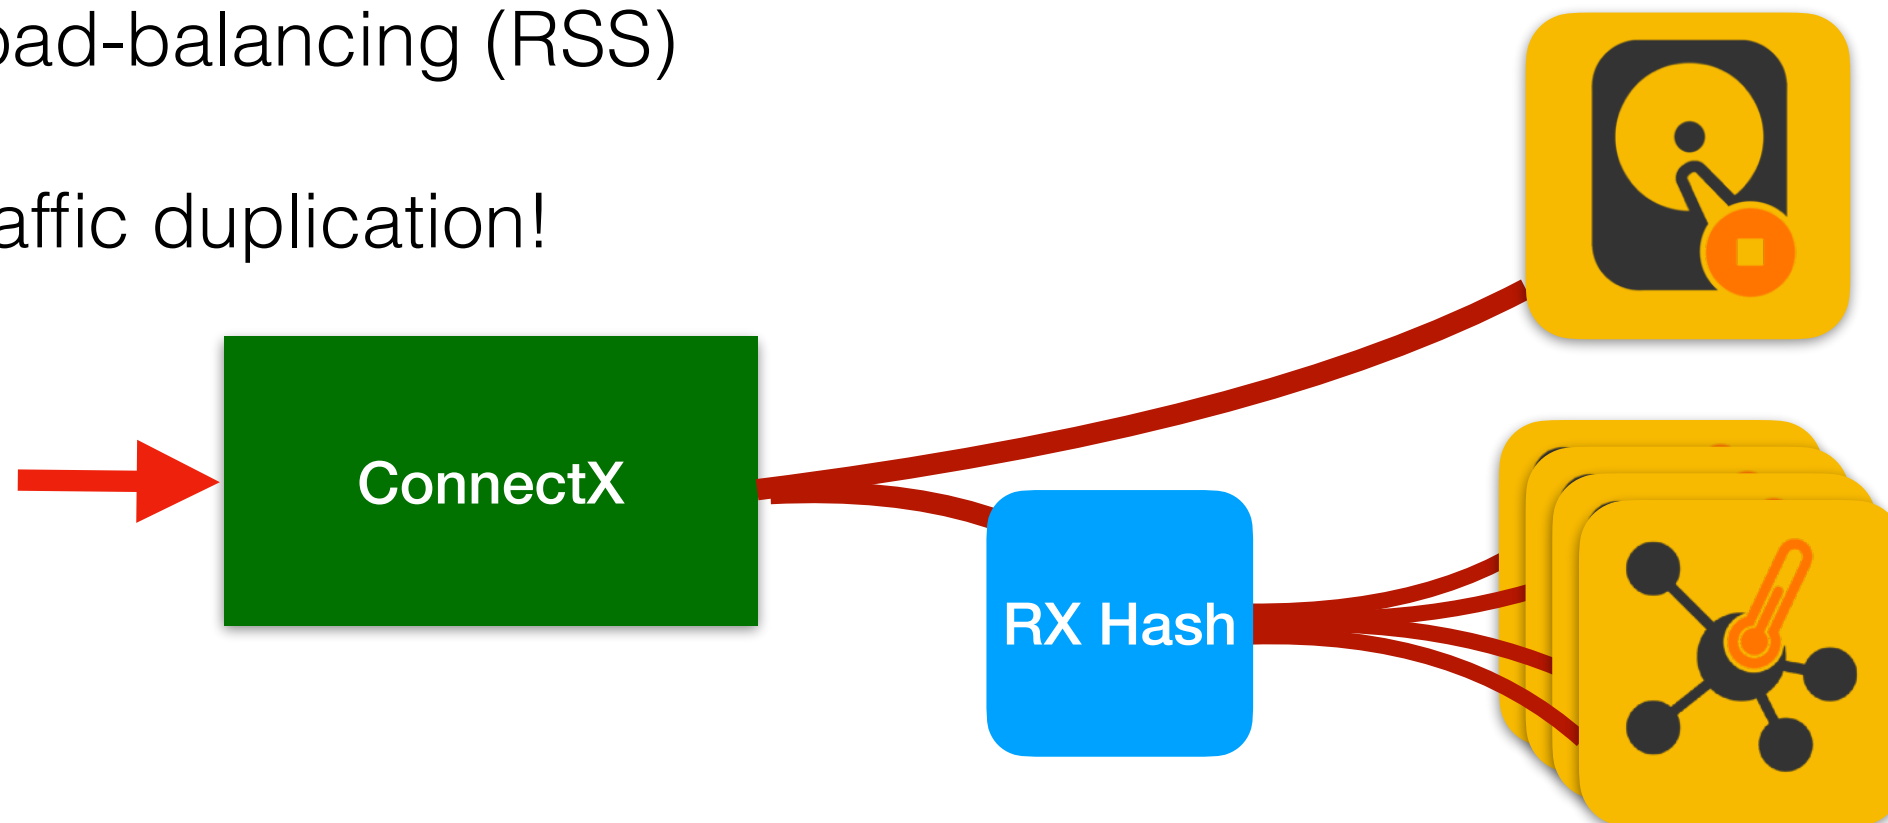 oad-balancing (RSS)
affic duplication!
ConnectX
RX Hash